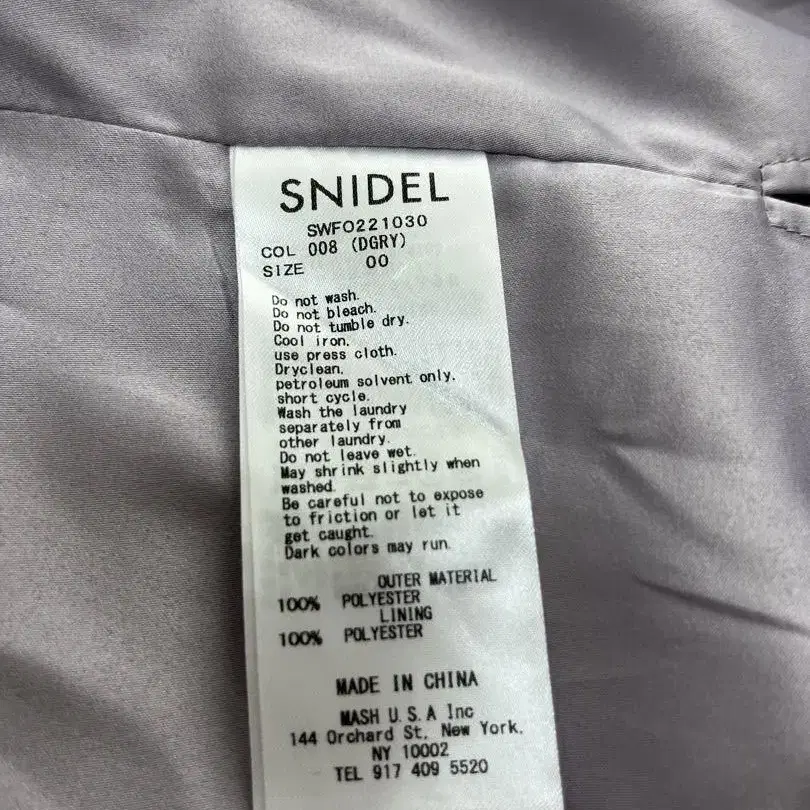 SNIDEL
SWFO221030
COL 008 (DGRY)
SIZE 00
Do not wash.
Do not bleach.
Do not tumble dry.
Cool iron.
use press cloth.
Dryclean.
petroleum solvent only.
short cycle.
Wash the laundry
separately from
other laundry.
Do not leave wet.
May shrink slightly when
washed.
Be careful not to expose
to friction or let it
get caught.
Dark colors may run.
OUTER MATERIAL
100% POLYESTER
LINING
100% POLYESTER
MADE IN CHINA
MASH U.S.A Inc
144 Orchard St, New York.
NY 10002
TEL 917 409 5520